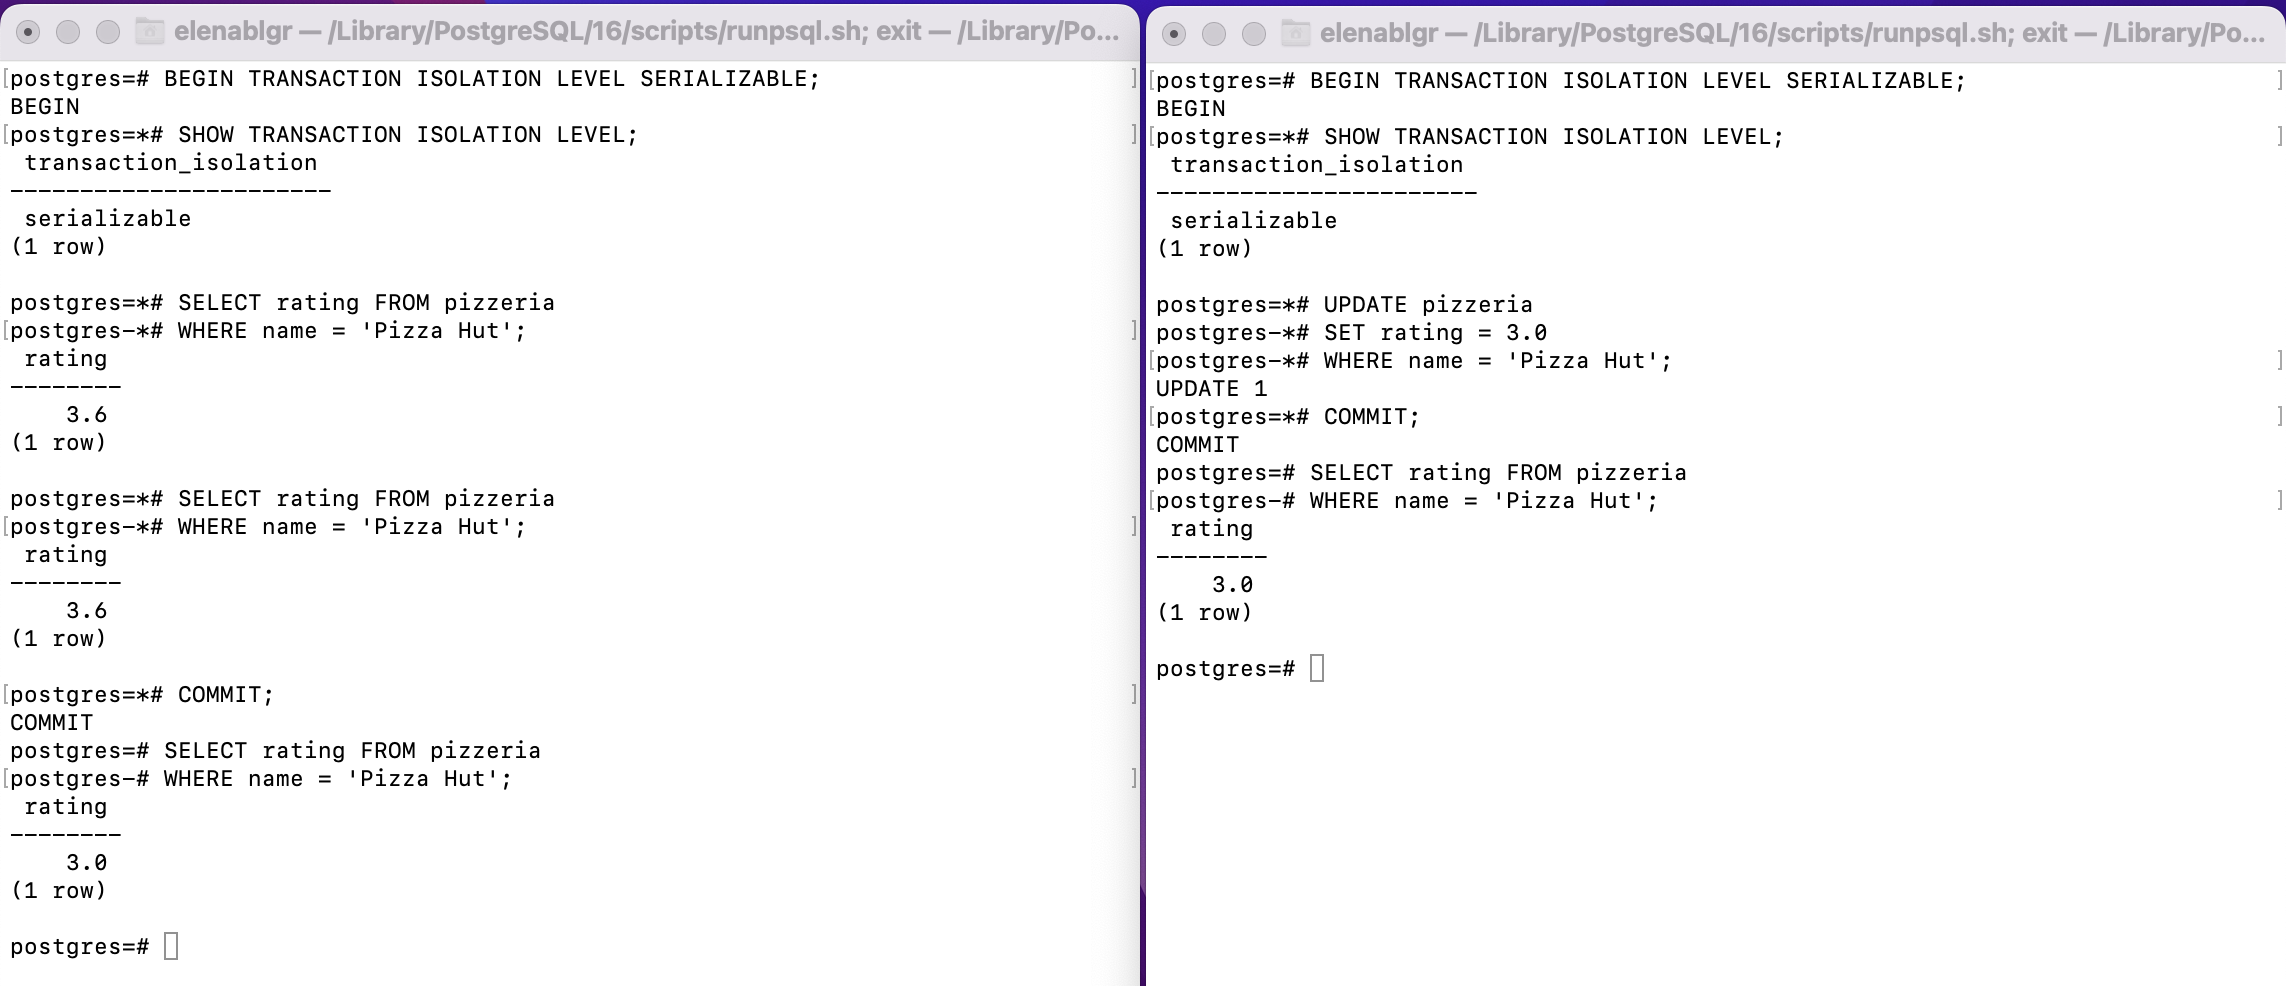 elenablgr — /Library/PostgreSQL/16/scripts/runpsql.sh; exit — /Library/Po...
postgres=# BEGIN TRANSACTION ISOLATION LEVEL SERIALIZABLE;
BEGIN
postgres=*# SHOW TRANSACTION ISOLATION LEVEL;
transaction_isolation
-----------------------
serializable
(1 row)
postgres=*# SELECT rating FROM pizzeria
postgres-*# WHERE name = 'Pizza Hut';
rating
--------
3.6
(1 row)
postgres=*# SELECT rating FROM pizzeria
postgres-*# WHERE name = 'Pizza Hut';
rating
--------
3.6
(1 row)
postgres=*# COMMIT;
COMMIT
postgres=# SELECT rating FROM pizzeria
postgres-# WHERE name = 'Pizza Hut';
rating
--------
3.0
(1 row)
postgres=#
elenablgr — /Library/PostgreSQL/16/scripts/runpsql.sh; exit — /Library/Po...
postgres=# BEGIN TRANSACTION ISOLATION LEVEL SERIALIZABLE;
BEGIN
postgres=*# SHOW TRANSACTION ISOLATION LEVEL;
transaction_isolation
-----------------------
serializable
(1 row)
postgres=*# UPDATE pizzeria
postgres-*# SET rating = 3.0
postgres-*# WHERE name = 'Pizza Hut';
UPDATE 1
postgres=*# COMMIT;
COMMIT
postgres=# SELECT rating FROM pizzeria
postgres-# WHERE name = 'Pizza Hut';
rating
--------
3.0
(1 row)
postgres=#